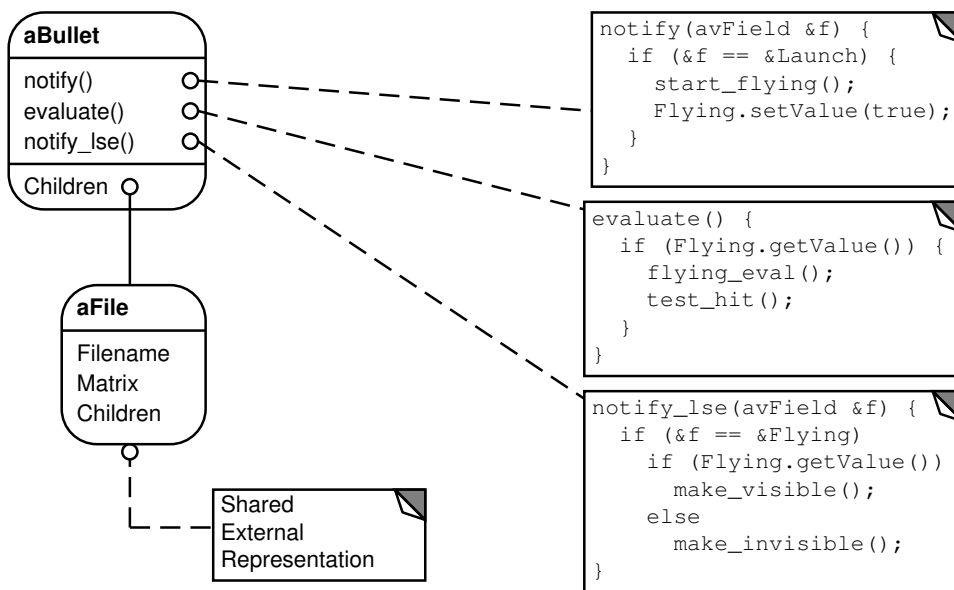 aBullet
notify()
evaluate()
notify_lse()
Children
aFile
Filename
Matrix
Children
Shared
External
Representation
notify(avField &f) {
  if (&f == &Launch) {
    start_flying();
    Flying.setValue(true);
  }
}
evaluate() {
  if (Flying.getValue()) {
    flying_eval();
    test_hit();
  }
}
notify_lse(avField &f) {
  if (&f == &Flying)
    if (Flying.getValue())
      make_visible();
    else
      make_invisible();
}